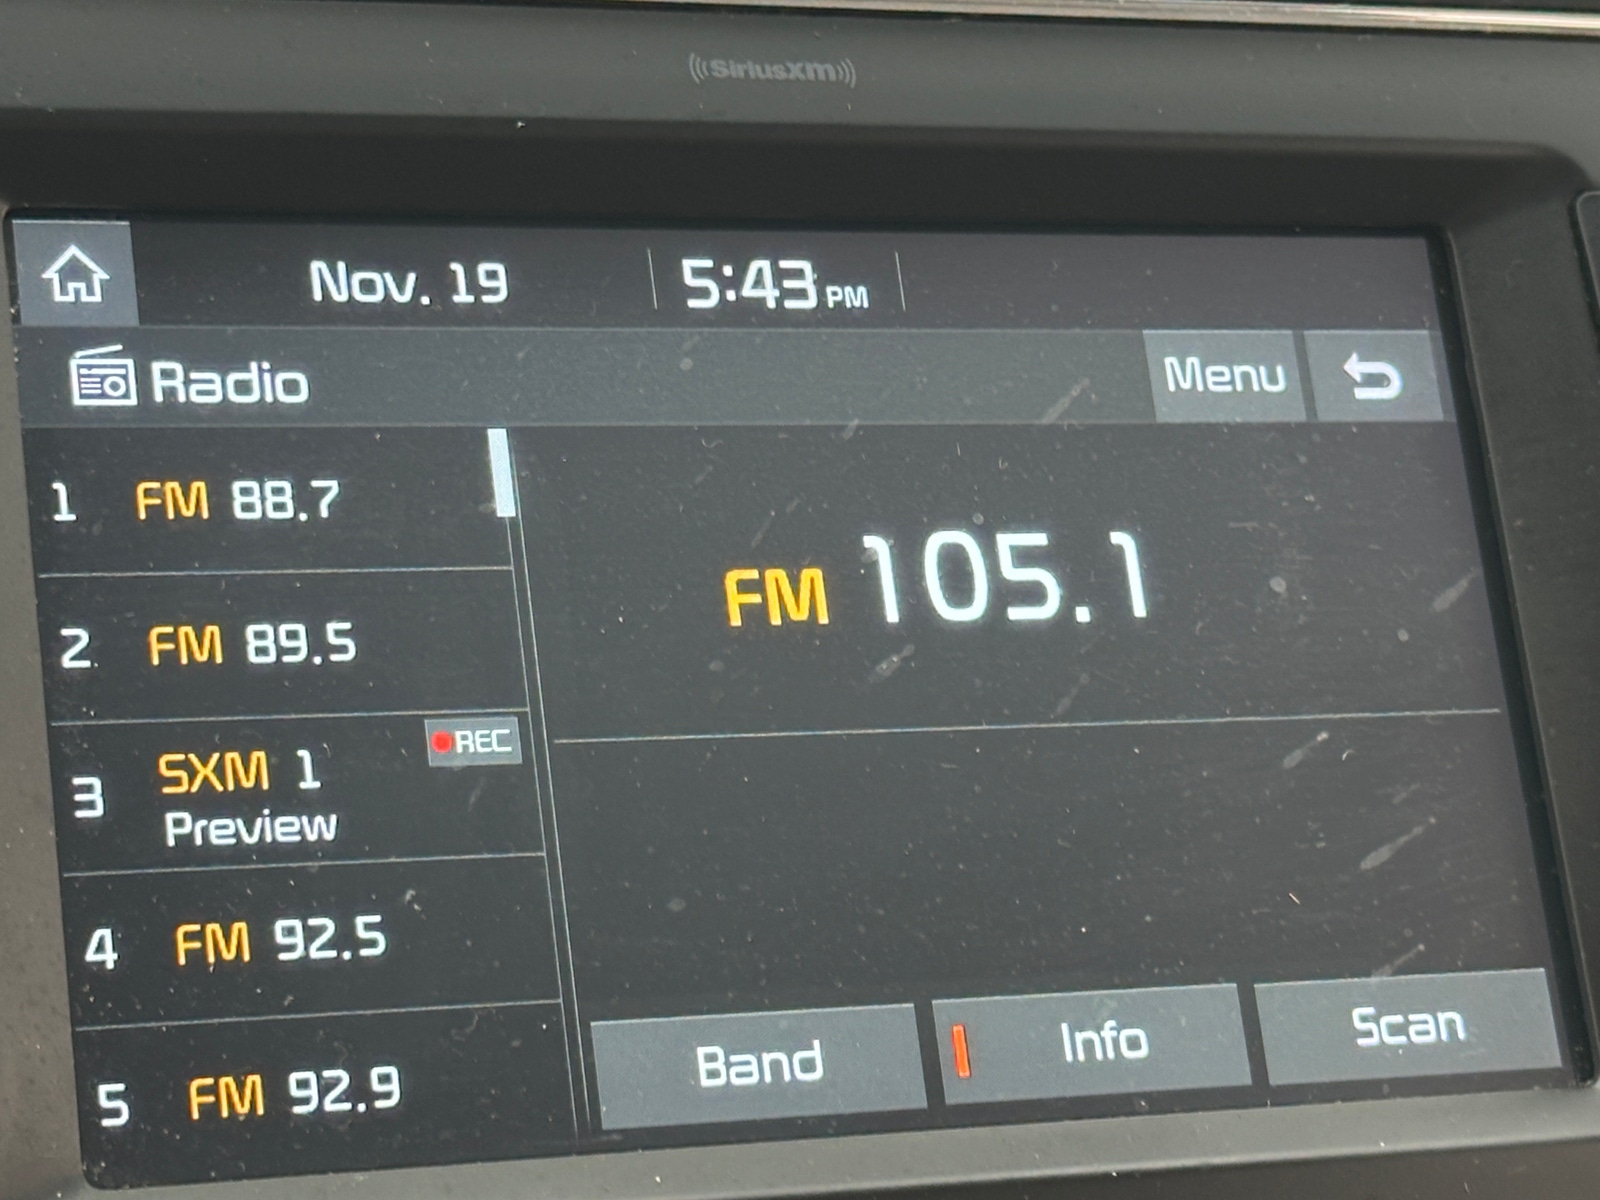 SiriusXM
Nov. 19 5:43 PM
Radio Menu
1 FM 88.7
2 FM 89.5
3 SXM 1 REC
Preview
4 FM 92.5
5 FM 92.9
FM 105.1
Band Info Scan